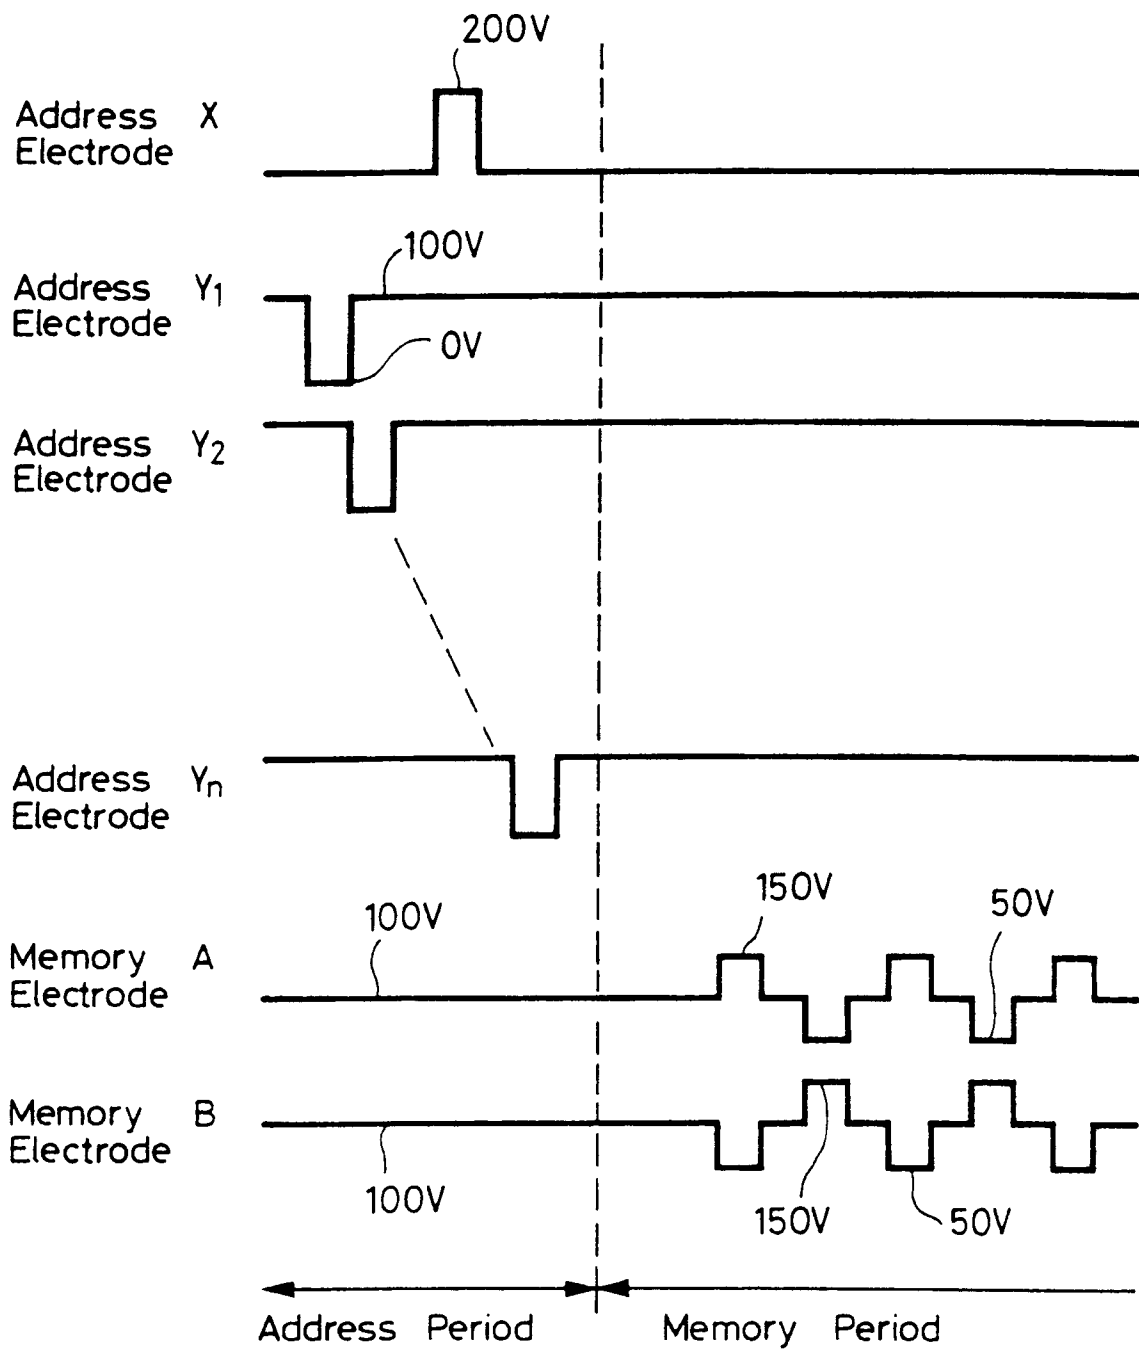 200V
Address X
Electrode
100V
Address Y1
Electrode
0V
Address Y2
Electrode
Address Yn
Electrode
150V
50V
100V
Memory A
Electrode
Memory B
Electrode
100V
150V
50V
Address Period
Memory Period